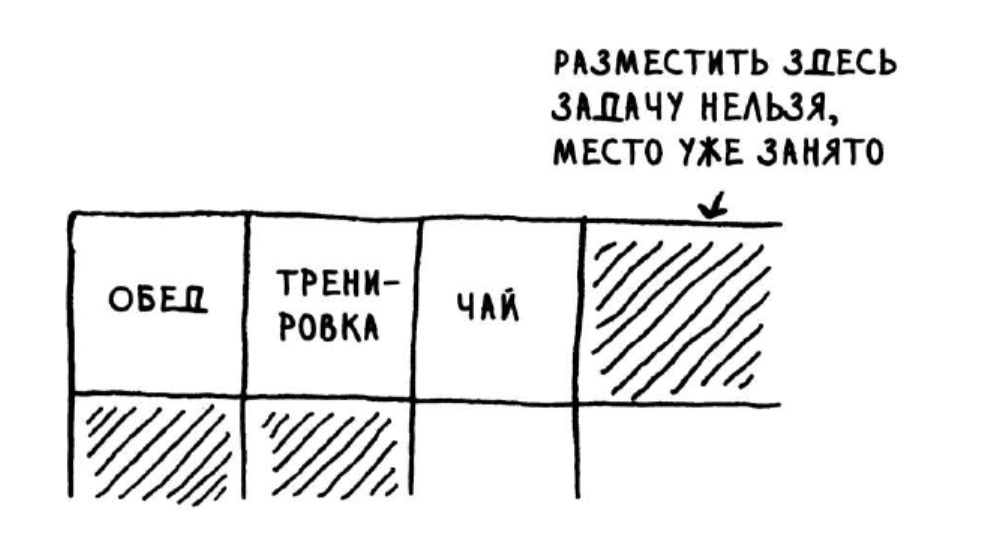 РАЗМЕСТИТЬ ЗДЕСЬ
ЗАДАЧУ НЕЛЬЗЯ,
МЕСТО УЖЕ ЗАНЯТО
ОБЕД
ТРЕНИ-
РОВКА
ЧАЙ